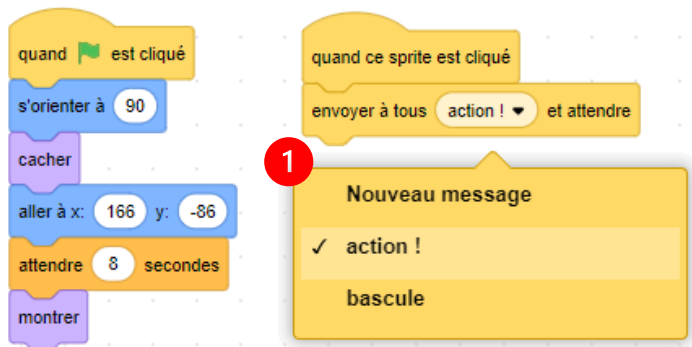 quand est cliqué
s'orienter à 90
cacher
aller à x: 166 y: -86
attendre 8 secondes
montrer
quand ce sprite est cliqué
envoyer à tous action ! et attendre
1
Nouveau message
✓ action !
bascule